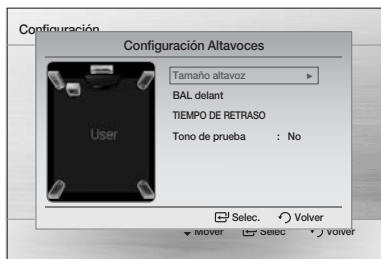 Configuración
Configuración Altavoces
Tamaño altavoz ►
BAL delant
TIEMPO DE RETRASO
Tono de prueba : No
User
Selec. Volver
Mover Selec Volver